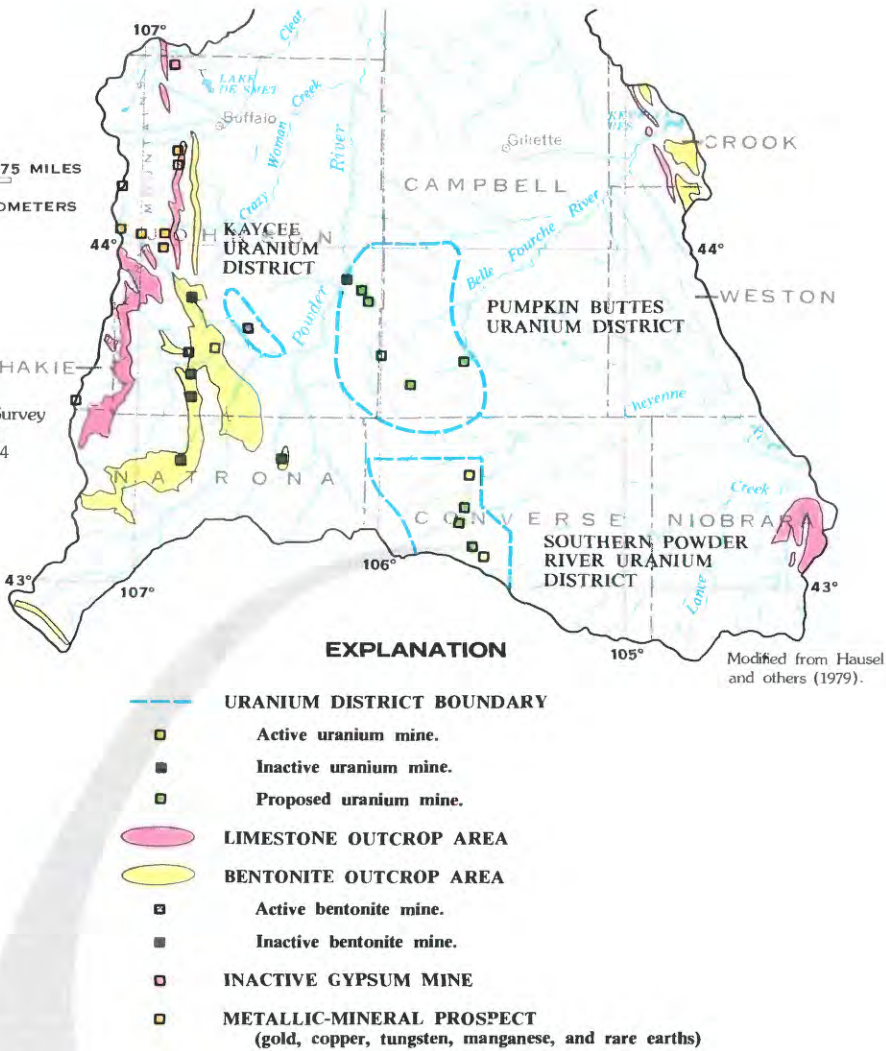 107°
Clear
LAKE
DE SMET
Buffalo
Creek
Woman
Crazy
River
Gillette
CROOK
75 MILES
OMETERS
MOUNTAINS
CAMPBELL
Belle Fourche River
44°
JOHNSON
KAYCEE
URANIUM
DISTRICT
44°
Powder
PUMPKIN BUTTES
URANIUM DISTRICT
WESTON
HAKIE
Cheyenne
Survey
4
NATRONA
Creek
CONVERSE
NIOBRARA
SOUTHERN POWDER
RIVER URANIUM
DISTRICT
Lance
43°
107°
106°
43°
105°
EXPLANATION
Modified from Hausel
and others (1979).
URANIUM DISTRICT BOUNDARY
Active uranium mine.
Inactive uranium mine.
Proposed uranium mine.
LIMESTONE OUTCROP AREA
BENTONITE OUTCROP AREA
Active bentonite mine.
Inactive bentonite mine.
INACTIVE GYPSUM MINE
METALLIC-MINERAL PROSPECT
(gold, copper, tungsten, manganese, and rare earths)